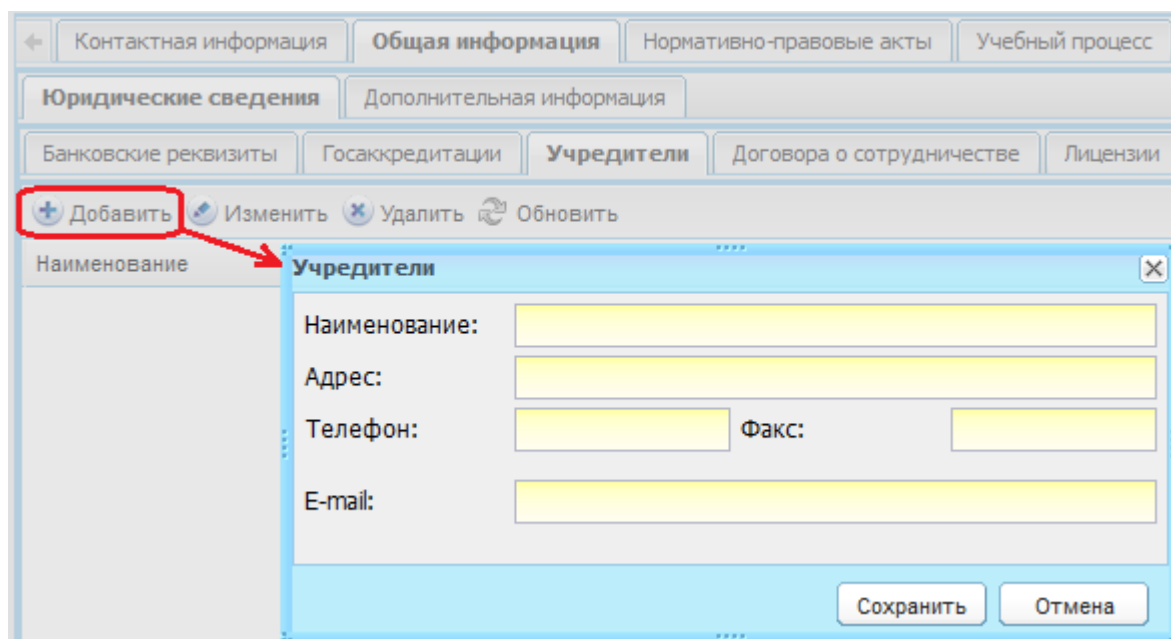 Контактная информация Общая информация Нормативно-правовые акты Учебный процесс
Юридические сведения Дополнительная информация
Банковские реквизиты Госаккредитации Учредители Договора о сотрудничестве Лицензии
Добавить Изменить Удалить Обновить
Наименование
Учредители
Наименование:
Адрес:
Телефон: Факс:
E-mail:
Сохранить Отмена